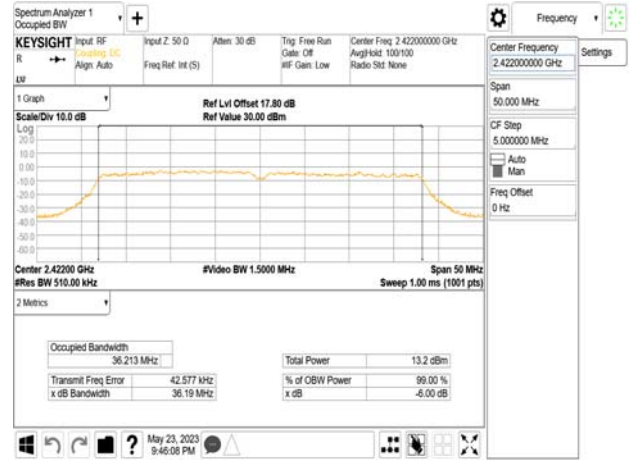 Spectrum Analyzer 1
Occupied BW
Frequency
KEYSIGHT
R
Input: RF
Coupling: DC
Align: Auto
Input Z: 50 Ω
Freq Ref: Int (S)
Atten: 30 dB
Trig: Free Run
Gate: Off
#IF Gain: Low
Center Freq: 2.422000000 GHz
Avg|Hold: 100/100
Radio Std: None
Center Frequency
2.422000000 GHz
Settings
Span
50.000 MHz
CF Step
5.000000 MHz
Auto
Man
Freq Offset
0 Hz
1 Graph
Scale/Div 10.0 dB
Ref Lvl Offset 17.80 dB
Ref Value 30.00 dBm
Log
20.0
10.0
0.00
-10.0
-20.0
-30.0
-40.0
-50.0
-60.0
Center 2.42200 GHz
#Video BW 1.5000 MHz
Span 50 MHz
#Res BW 510.00 kHz
Sweep 1.00 ms (1001 pts)
2 Metrics
Occupied Bandwidth
36.213 MHz
Total Power 13.2 dBm
Transmit Freq Error 42.577 kHz
% of OBW Power 99.00 %
x dB Bandwidth 36.19 MHz
x dB -6.00 dB
?
May 23, 2023
9:46:08 PM